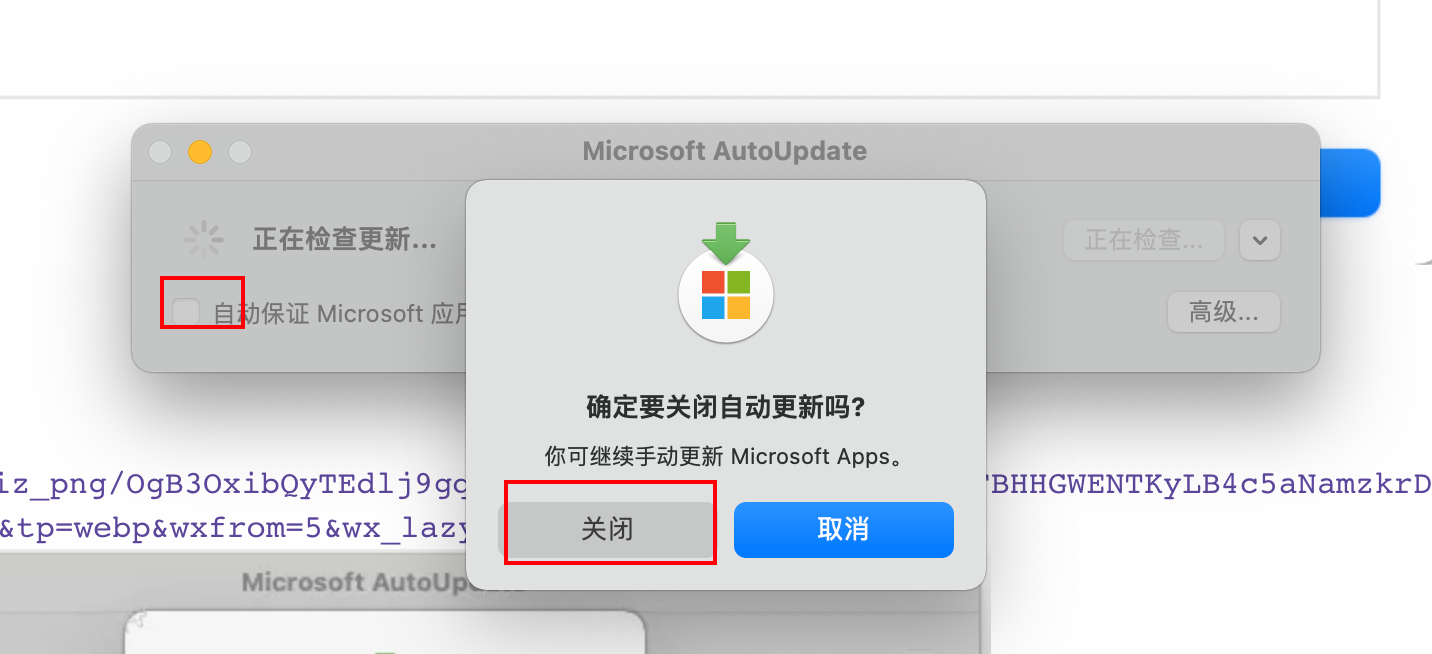 Microsoft AutoUpdate
正在检查更新...
正在检查...
自动保证 Microsoft 应用
高级...
确定要关闭自动更新吗?
你可继续手动更新 Microsoft Apps。
关闭
取消
iz_png/OgB3OxibQyTEdlj9gq
TBHHGWENTKyLB4c5aNamzkrD
&tp=webp&wxfrom=5&wx_lazy
Microsoft AutoUpdate